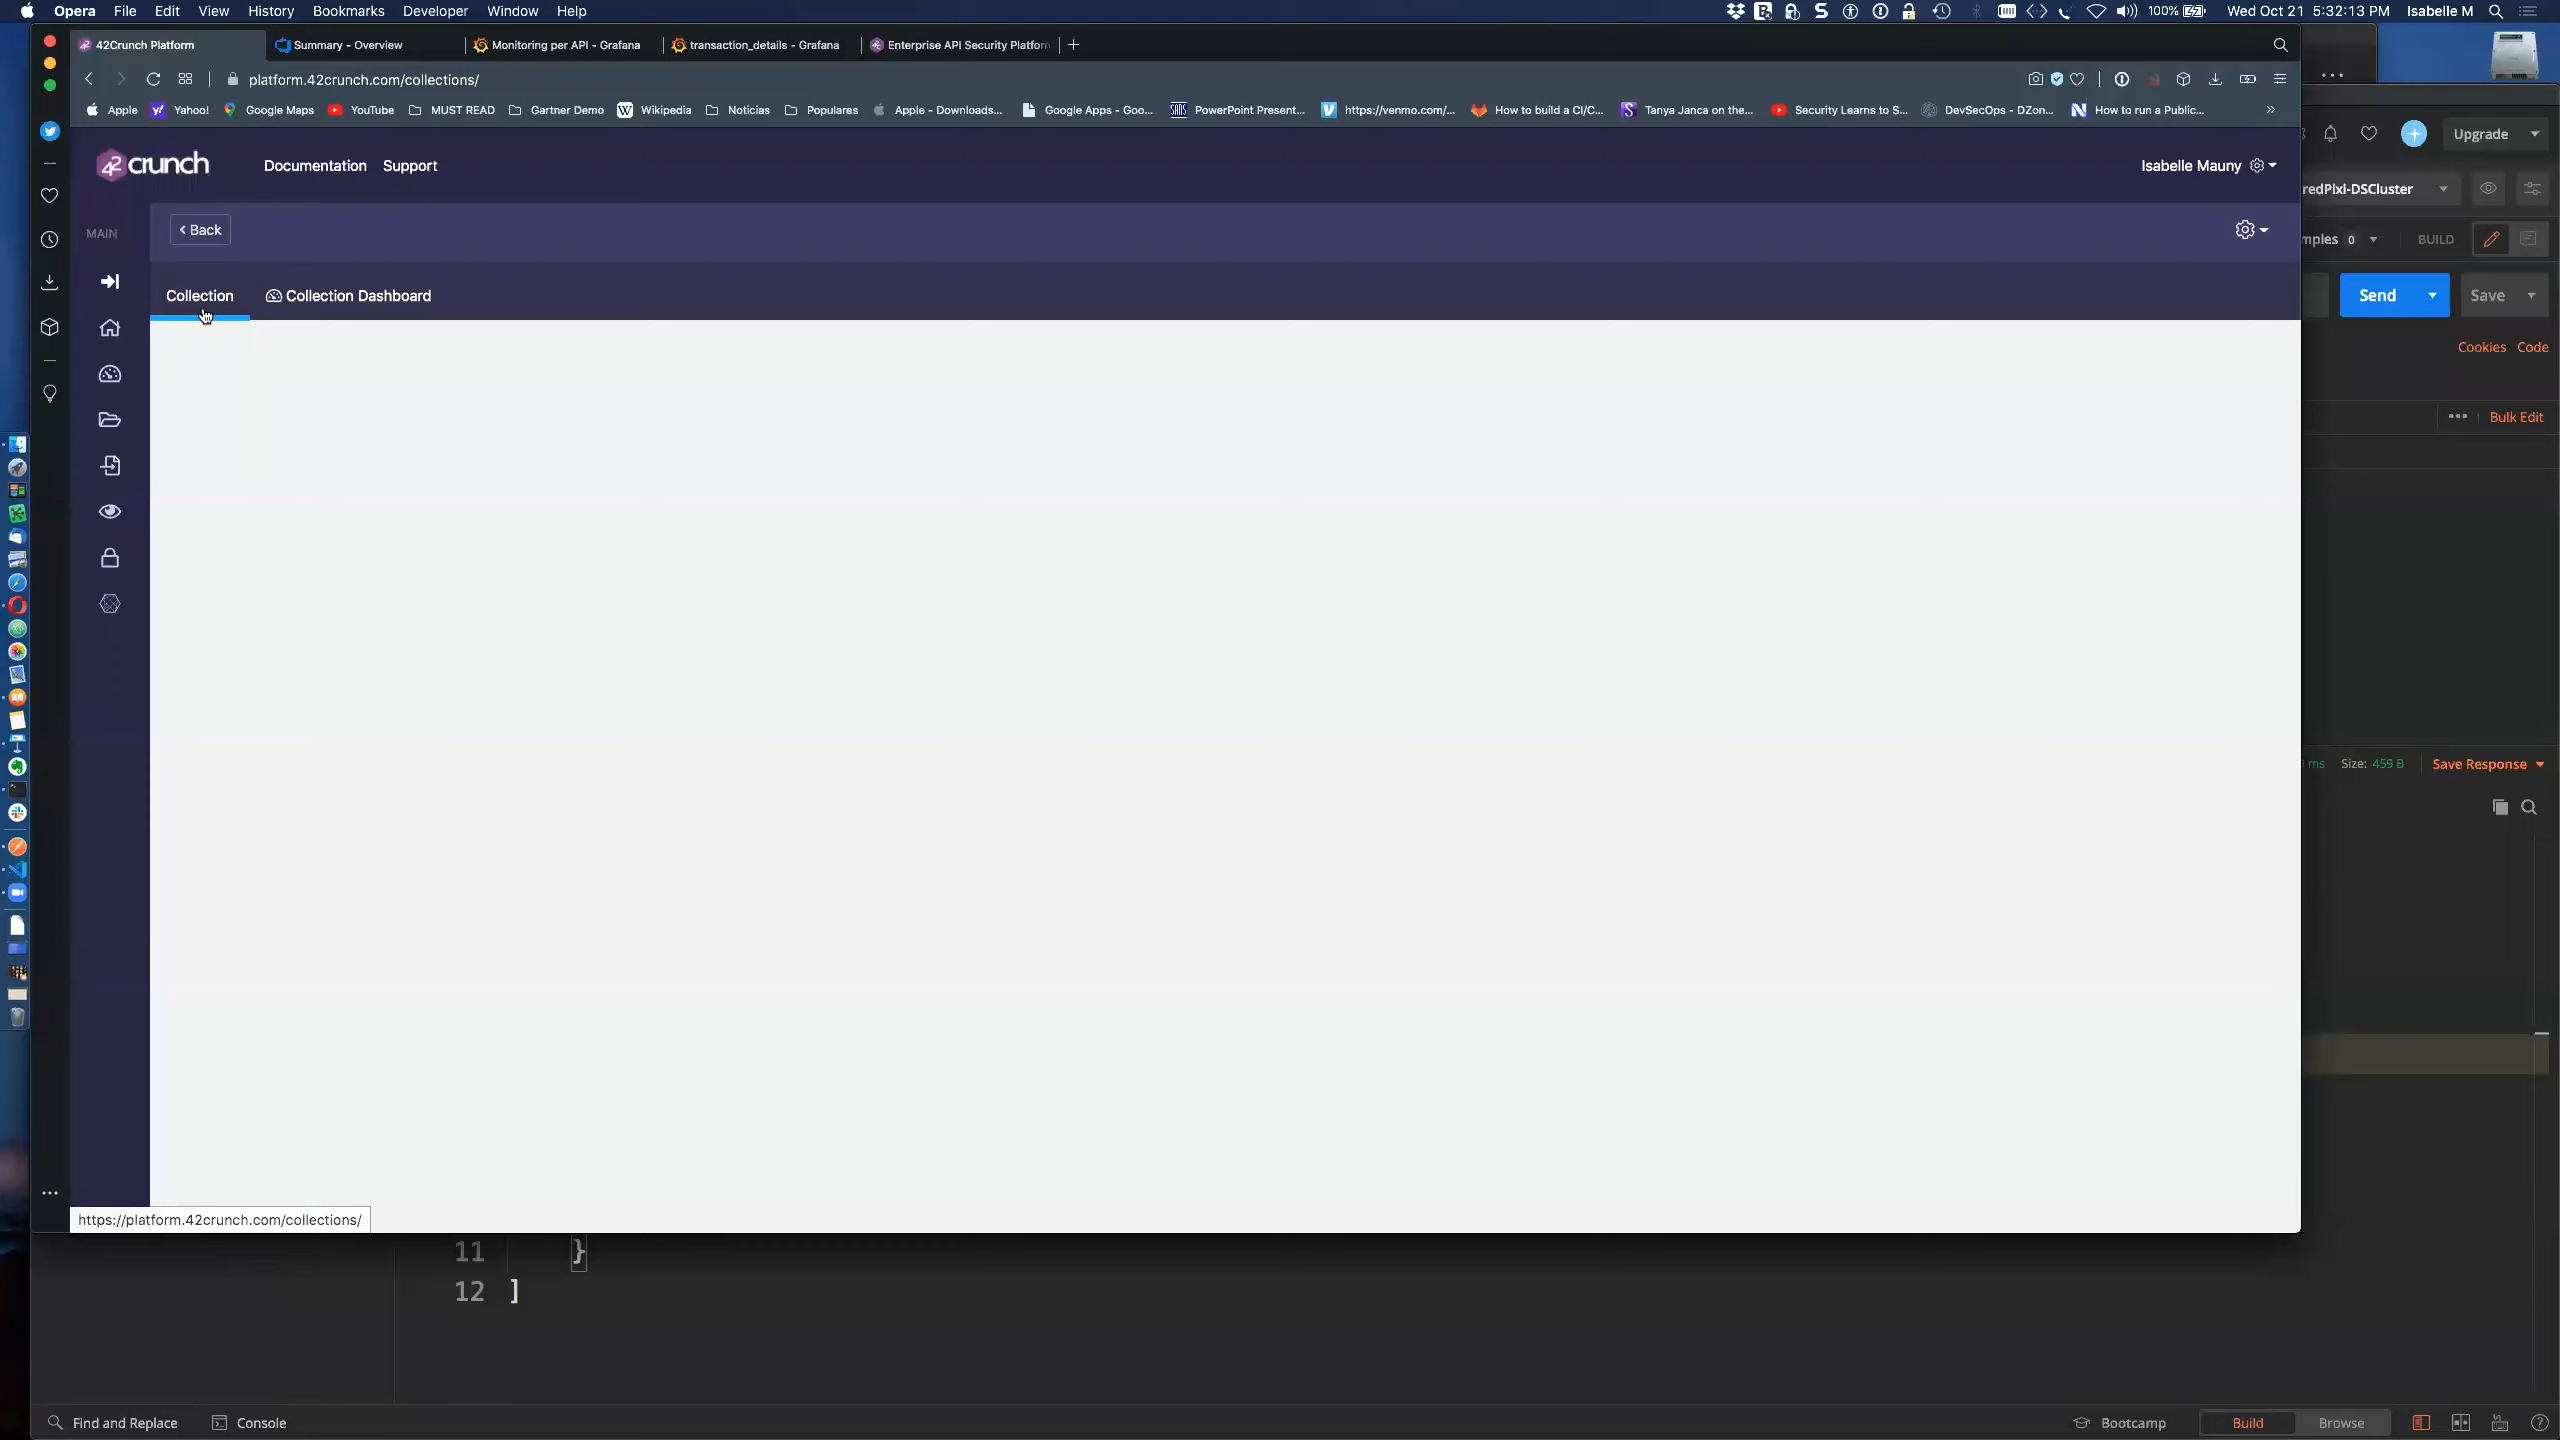 Opera File Edit View History Bookmarks Developer Window Help 100% Wed Oct 21 5:32:13 PM Isabelle M
42Crunch Platform Summary - Overview Monitoring per API - Grafana transaction_details - Grafana Enterprise API Security Platform
platform.42crunch.com/collections/
Apple Yahoo! Google Maps YouTube MUST READ Gartner Demo Wikipedia Noticias Populares Apple - Downloads... Google Apps - Goo... PowerPoint Present... https://venmo.com/... How to build a CI/C... Tanya Janca on the... Security Learns to S... DevSecOps - DZon... How to run a Public... »
Upgrade
42crunch Documentation Support Isabelle Mauny
redPixl-DSCluster
MAIN
Back
mples 0 BUILD
Collection Collection Dashboard
Send Save
Cookies Code
Bulk Edit
ms Size: 459 B Save Response
https://platform.42crunch.com/collections/
11 }
12 ]
Find and Replace Console Bootcamp Build Browse